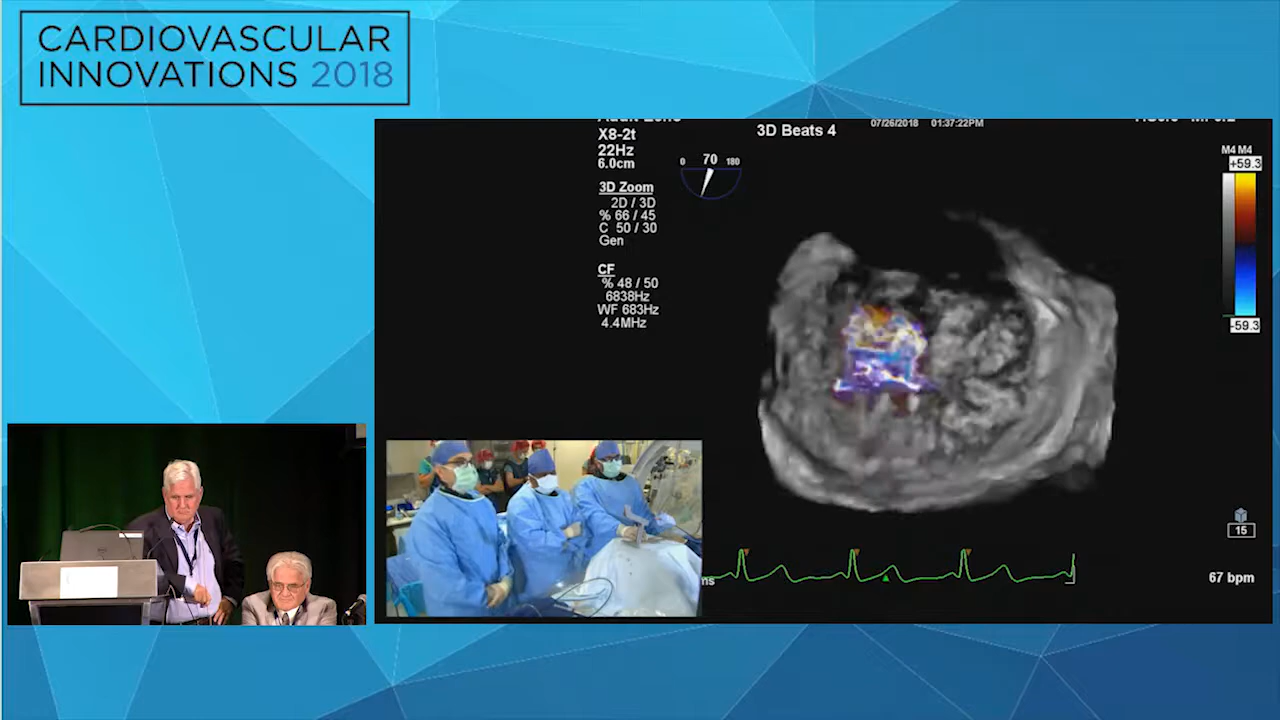 CARDIOVASCULAR
INNOVATIONS 2018
X8-2t
22Hz
6.0cm
3D Zoom
2D / 3D
% 66 / 45
C 50 / 30
Gen
CF
% 48 / 50
6838Hz
WF 683Hz
4.4MHz
0 70 180
3D Beats 4
07/26/2018 01:37:22PM
M4 M4
+59.3
-59.3
15
67 bpm
ms